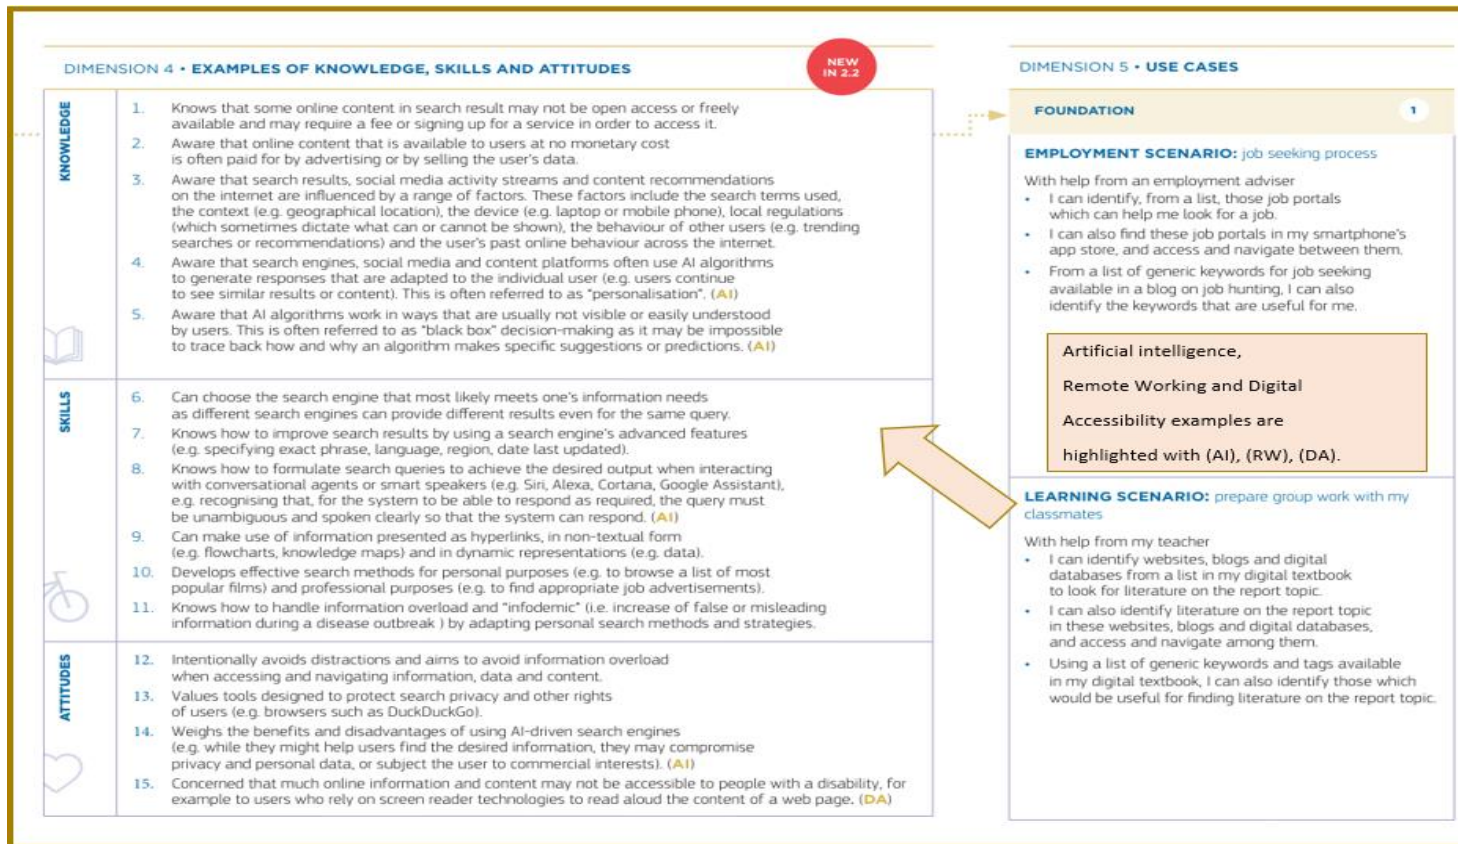 DIMENSION 4 • EXAMPLES OF KNOWLEDGE, SKILLS AND ATTITUDES
NEW
IN 2.2
KNOWLEDGE
1. Knows that some online content in search result may not be open access or freely
available and may require a fee or signing up for a service in order to access it.
2. Aware that online content that is available to users at no monetary cost
is often paid for by advertising or by selling the user's data.
3. Aware that search results, social media activity streams and content recommendations
on the internet are influenced by a range of factors. These factors include the search terms used,
the context (e.g. geographical location), the device (e.g. laptop or mobile phone), local regulations
(which sometimes dictate what can or cannot be shown), the behaviour of other users (e.g. trending
searches or recommendations) and the user's past online behaviour across the internet.
4. Aware that search engines, social media and content platforms often use AI algorithms
to generate responses that are adapted to the individual user (e.g. users continue
to see similar results or content). This is often referred to as "personalisation". (AI)
5. Aware that AI algorithms work in ways that are usually not visible or easily understood
by users. This is often referred to as "black box" decision-making as it may be impossible
to trace back how and why an algorithm makes specific suggestions or predictions. (AI)
SKILLS
6. Can choose the search engine that most likely meets one's information needs
as different search engines can provide different results even for the same query.
7. Knows how to improve search results by using a search engine's advanced features
(e.g. specifying exact phrase, language, region, date last updated).
8. Knows how to formulate search queries to achieve the desired output when interacting
with conversational agents or smart speakers (e.g. Siri, Alexa, Cortana, Google Assistant),
e.g. recognising that, for the system to be able to respond as required, the query must
be unambiguous and spoken clearly so that the system can respond. (AI)
9. Can make use of information presented as hyperlinks, in non-textual form
(e.g. flowcharts, knowledge maps) and in dynamic representations (e.g. data).
10. Develops effective search methods for personal purposes (e.g. to browse a list of most
popular films) and professional purposes (e.g. to find appropriate job advertisements).
11. Knows how to handle information overload and "infodemic" (i.e. increase of false or misleading
information during a disease outbreak ) by adapting personal search methods and strategies.
ATTITUDES
12. Intentionally avoids distractions and aims to avoid information overload
when accessing and navigating information, data and content.
13. Values tools designed to protect search privacy and other rights
of users (e.g. browsers such as DuckDuckGo).
14. Weighs the benefits and disadvantages of using AI-driven search engines
(e.g. while they might help users find the desired information, they may compromise
privacy and personal data, or subject the user to commercial interests). (AI)
15. Concerned that much online information and content may not be accessible to people with a disability, for
example to users who rely on screen reader technologies to read aloud the content of a web page. (DA)
DIMENSION 5 • USE CASES
FOUNDATION 1
EMPLOYMENT SCENARIO: job seeking process
With help from an employment adviser
• I can identify, from a list, those job portals
which can help me look for a job.
• I can also find these job portals in my smartphone's
app store, and access and navigate between them.
• From a list of generic keywords for job seeking
available in a blog on job hunting, I can also
identify the keywords that are useful for me.
Artificial intelligence,
Remote Working and Digital
Accessibility examples are
highlighted with (AI), (RW), (DA).
LEARNING SCENARIO: prepare group work with my
classmates
With help from my teacher
• I can identify websites, blogs and digital
databases from a list in my digital textbook
to look for literature on the report topic.
• I can also identify literature on the report topic
in these websites, blogs and digital databases,
and access and navigate among them.
• Using a list of generic keywords and tags available
in my digital textbook, I can also identify those which
would be useful for finding literature on the report topic.